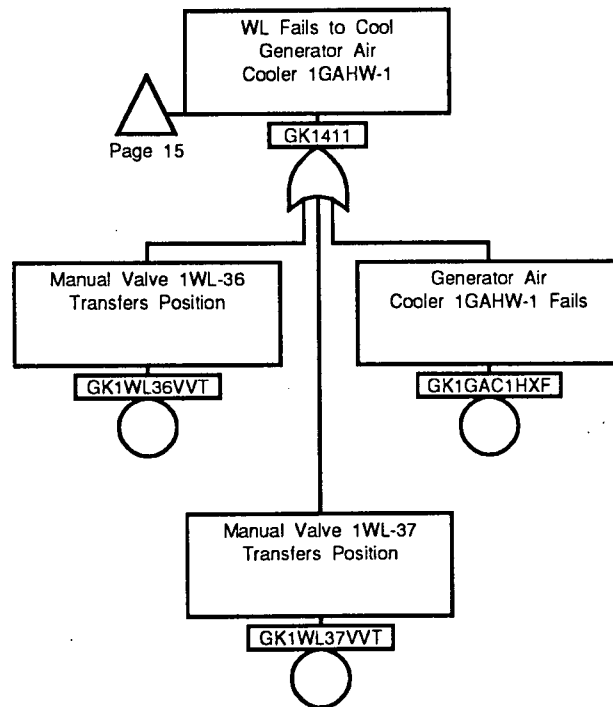 WL Fails to Cool
Generator Air
Cooler 1GAHW-1
Page 15
GK1411
Manual Valve 1WL-36
Transfers Position
Generator Air
Cooler 1GAHW-1 Fails
GK1WL36VVT
GK1GAC1HXF
Manual Valve 1WL-37
Transfers Position
GK1WL37VVT